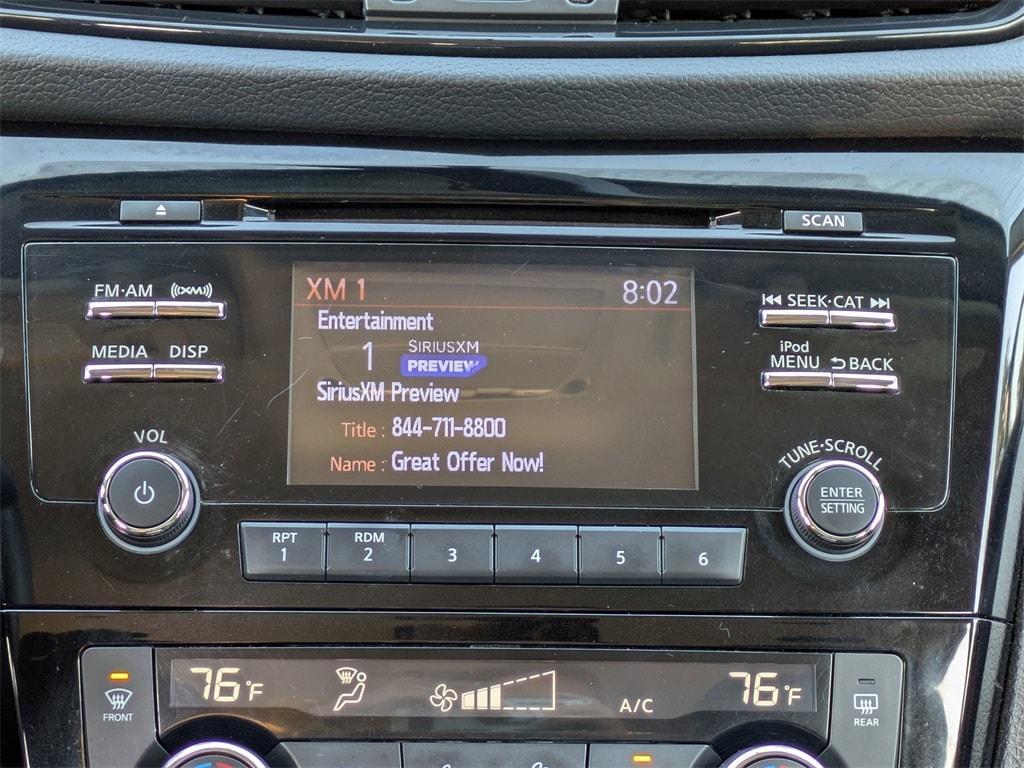 SCAN
FM·AM
XM
XM 1
8:02
SEEK·CAT
Entertainment
1
SIRIUSXM
PREVIEW
MEDIA
DISP
iPod
MENU
BACK
SiriusXM Preview
Title : 844-711-8800
Name : Great Offer Now!
VOL
TUNE·SCROLL
ENTER
SETTING
RPT
1
RDM
2
3
4
5
6
76°F
A/C
76°F
FRONT
REAR